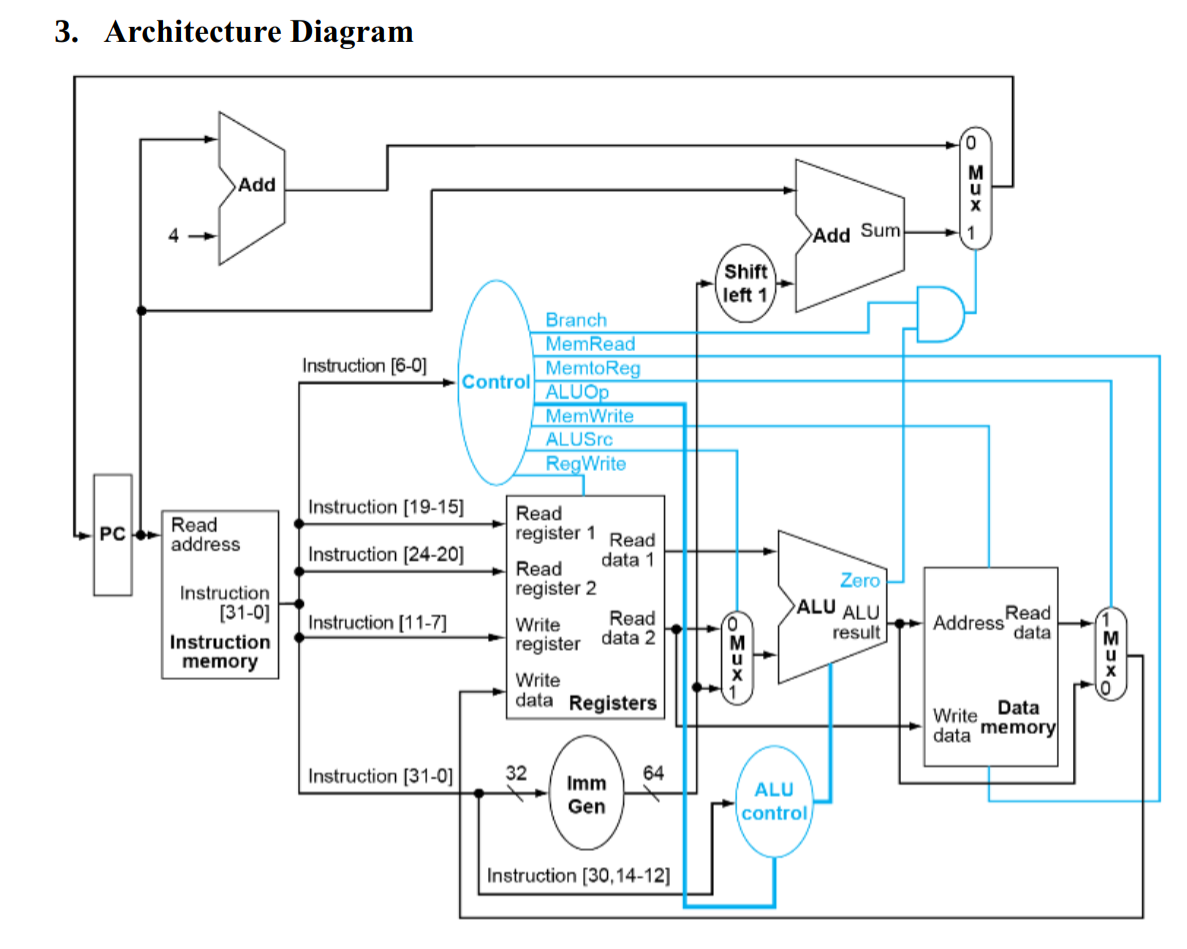 3. Architecture Diagram
Add
4
0
M
u
x
1
Add Sum
Shift
left 1
Branch
MemRead
Instruction [6-0]
Control
MemtoReg
ALUOp
MemWrite
ALUSrc
RegWrite
PC
Read
address
Instruction
[31-0]
Instruction
memory
Instruction [19-15]
Instruction [24-20]
Instruction [11-7]
Read
register 1
Read
data 1
Read
register 2
Write
register
Read
data 2
Write
data
Registers
0
M
u
x
1
Zero
ALU
ALU
result
Address
Read
data
Write
data
Data
memory
1
M
u
x
0
Instruction [31-0]
32
Imm
Gen
64
ALU
control
Instruction [30,14-12]